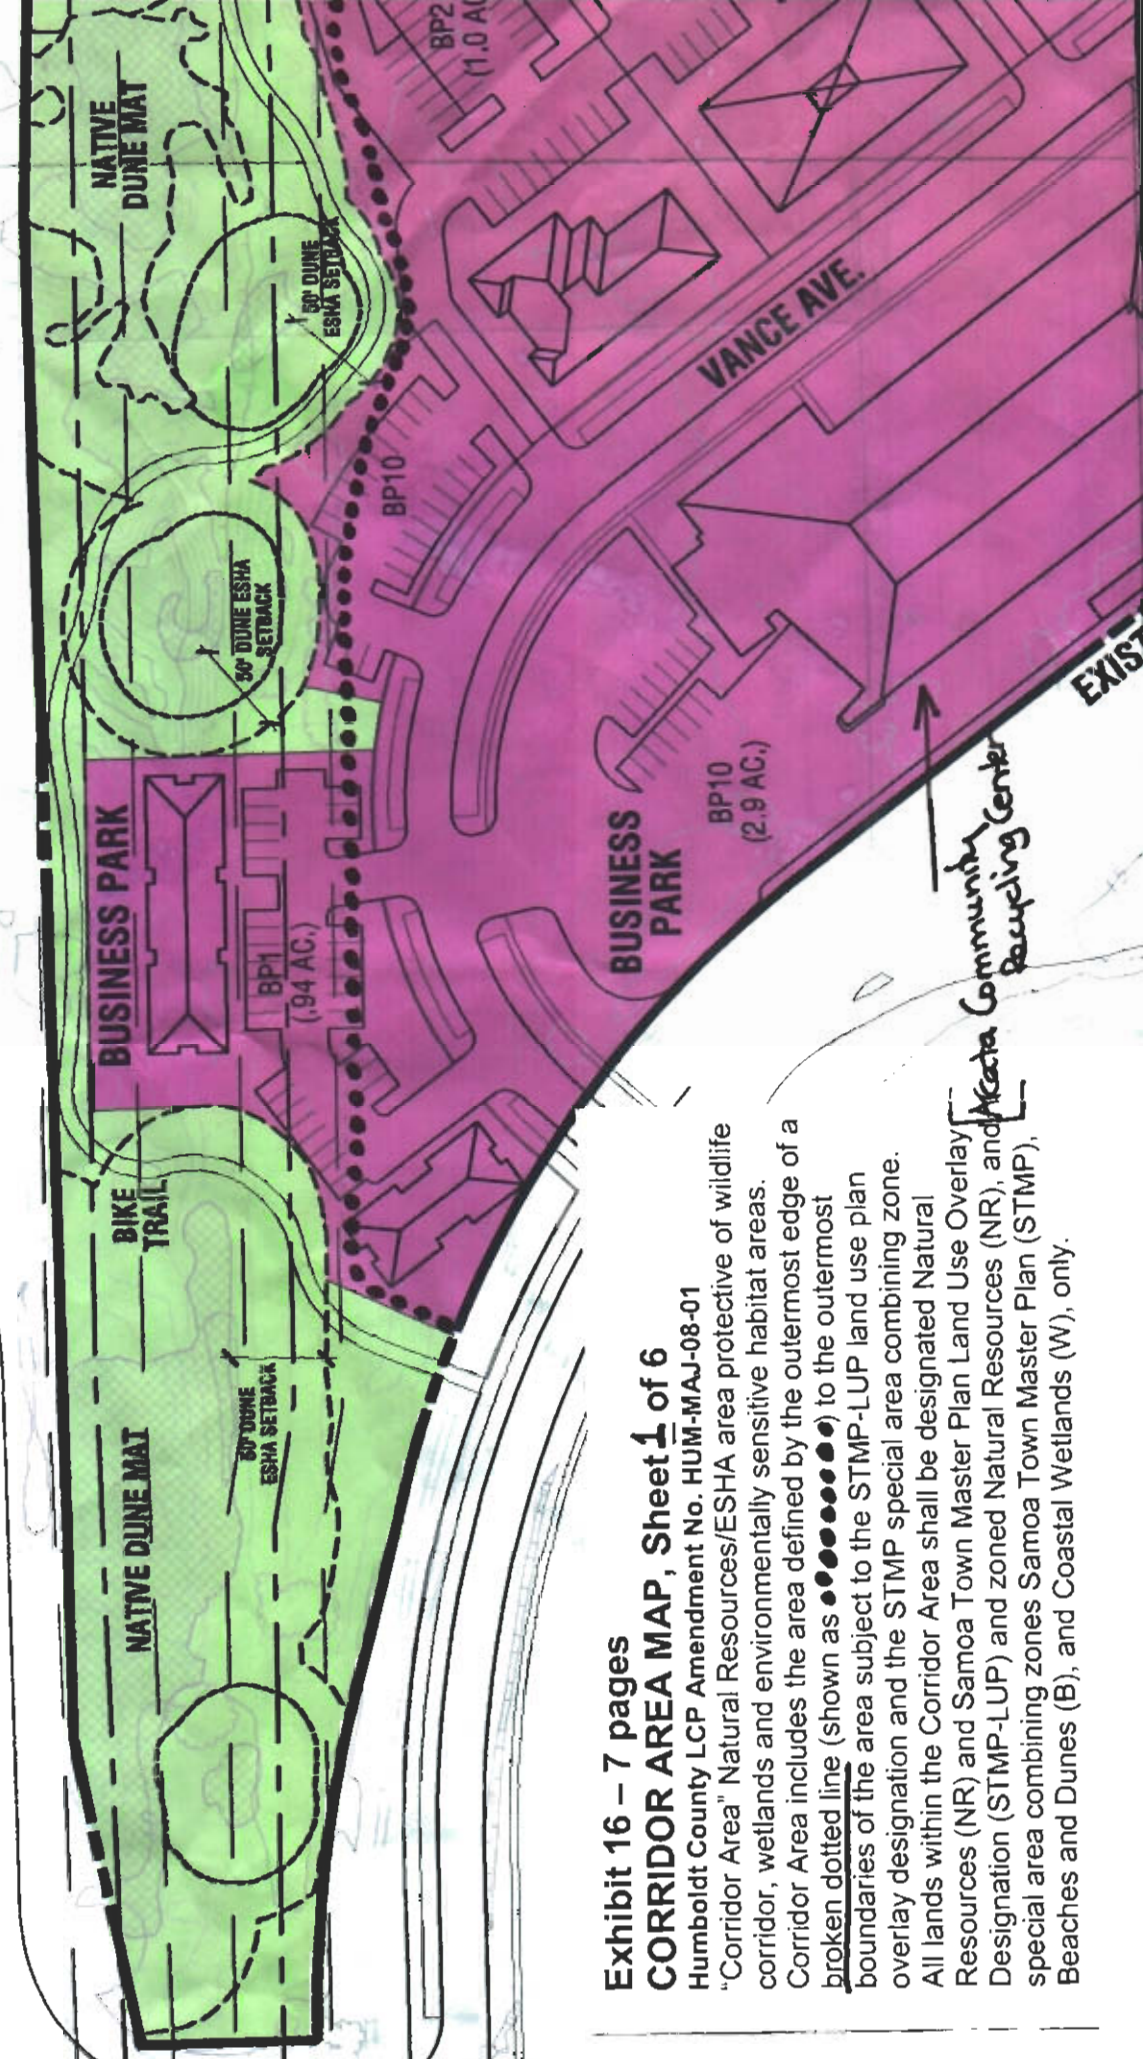 NATIVE
DUNE MAT
50' DUNE
ESHA SETBACK
BP2
(1.0 A
VANCE AVE.
BP10
50' DUNE ESHA
SETBACK
BUSINESS PARK
BP1
(.94 AC.)
BUSINESS
PARK
BP10
(2.9 AC.)
EXIST
Arcata Community
Recycling Center
BIKE
TRAIL
NATIVE DUNE MAT
50' DUNE
ESHA SETBACK
Exhibit 16 – 7 pages
CORRIDOR AREA MAP, Sheet 1 of 6
Humboldt County LCP Amendment No. HUM-MAJ-08-01
“Corridor Area” Natural Resources/ESHA area protective of wildlife
corridor, wetlands and environmentally sensitive habitat areas.
Corridor Area includes the area defined by the outermost edge of a
broken dotted line (shown as ●●●●●●●●) to the outermost
boundaries of the area subject to the STMP-LUP land use plan
overlay designation and the STMP special area combining zone.
All lands within the Corridor Area shall be designated Natural
Resources (NR) and Samoa Town Master Plan Land Use Overlay
Designation (STMP-LUP) and zoned Natural Resources (NR), and
special area combining zones Samoa Town Master Plan (STMP),
Beaches and Dunes (B), and Coastal Wetlands (W), only.